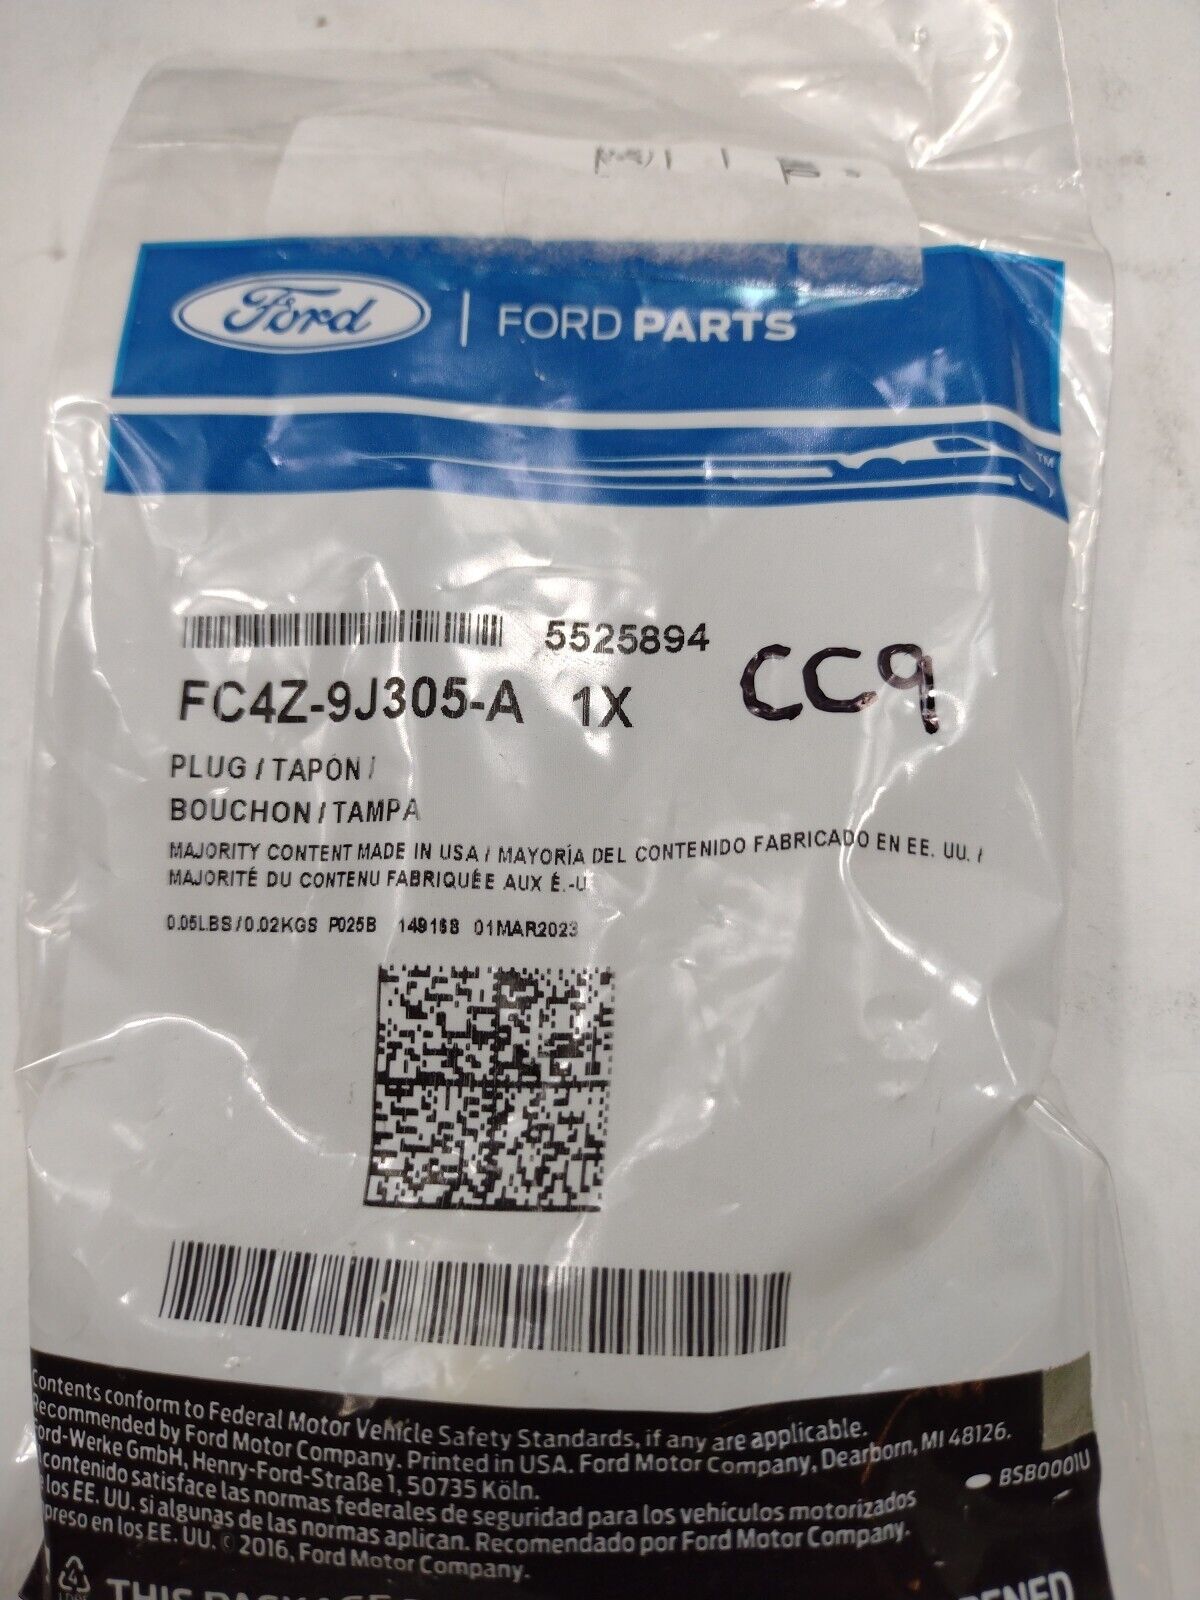 Ford | FORD PARTS
TM
5525894
FC4Z-9J305-A 1X CC9
PLUG / TAPÓN /
BOUCHON / TAMPA
MAJORITY CONTENT MADE IN USA / MAYORÍA DEL CONTENIDO FABRICADO EN EE. UU. /
MAJORITÉ DU CONTENU FABRIQUÉE AUX É.-U.
0.05LBS/0.02KGS P025B 149168 01MAR2023
Contents conform to Federal Motor Vehicle Safety Standards, if any are applicable.
Recommended by Ford Motor Company. Printed in USA. Ford Motor Company, Dearborn, MI 48126.
Ford-Werke GmbH, Henry-Ford-Straße 1, 50735 Köln.
BSB0001U
contenido satisface las normas federales de seguridad para los vehículos motorizados
los EE. UU. si algunas de las normas aplican. Recomendado por Ford Motor Company.
preso en los EE. UU. © 2016, Ford Motor Company.
4
THIS PACKAGE